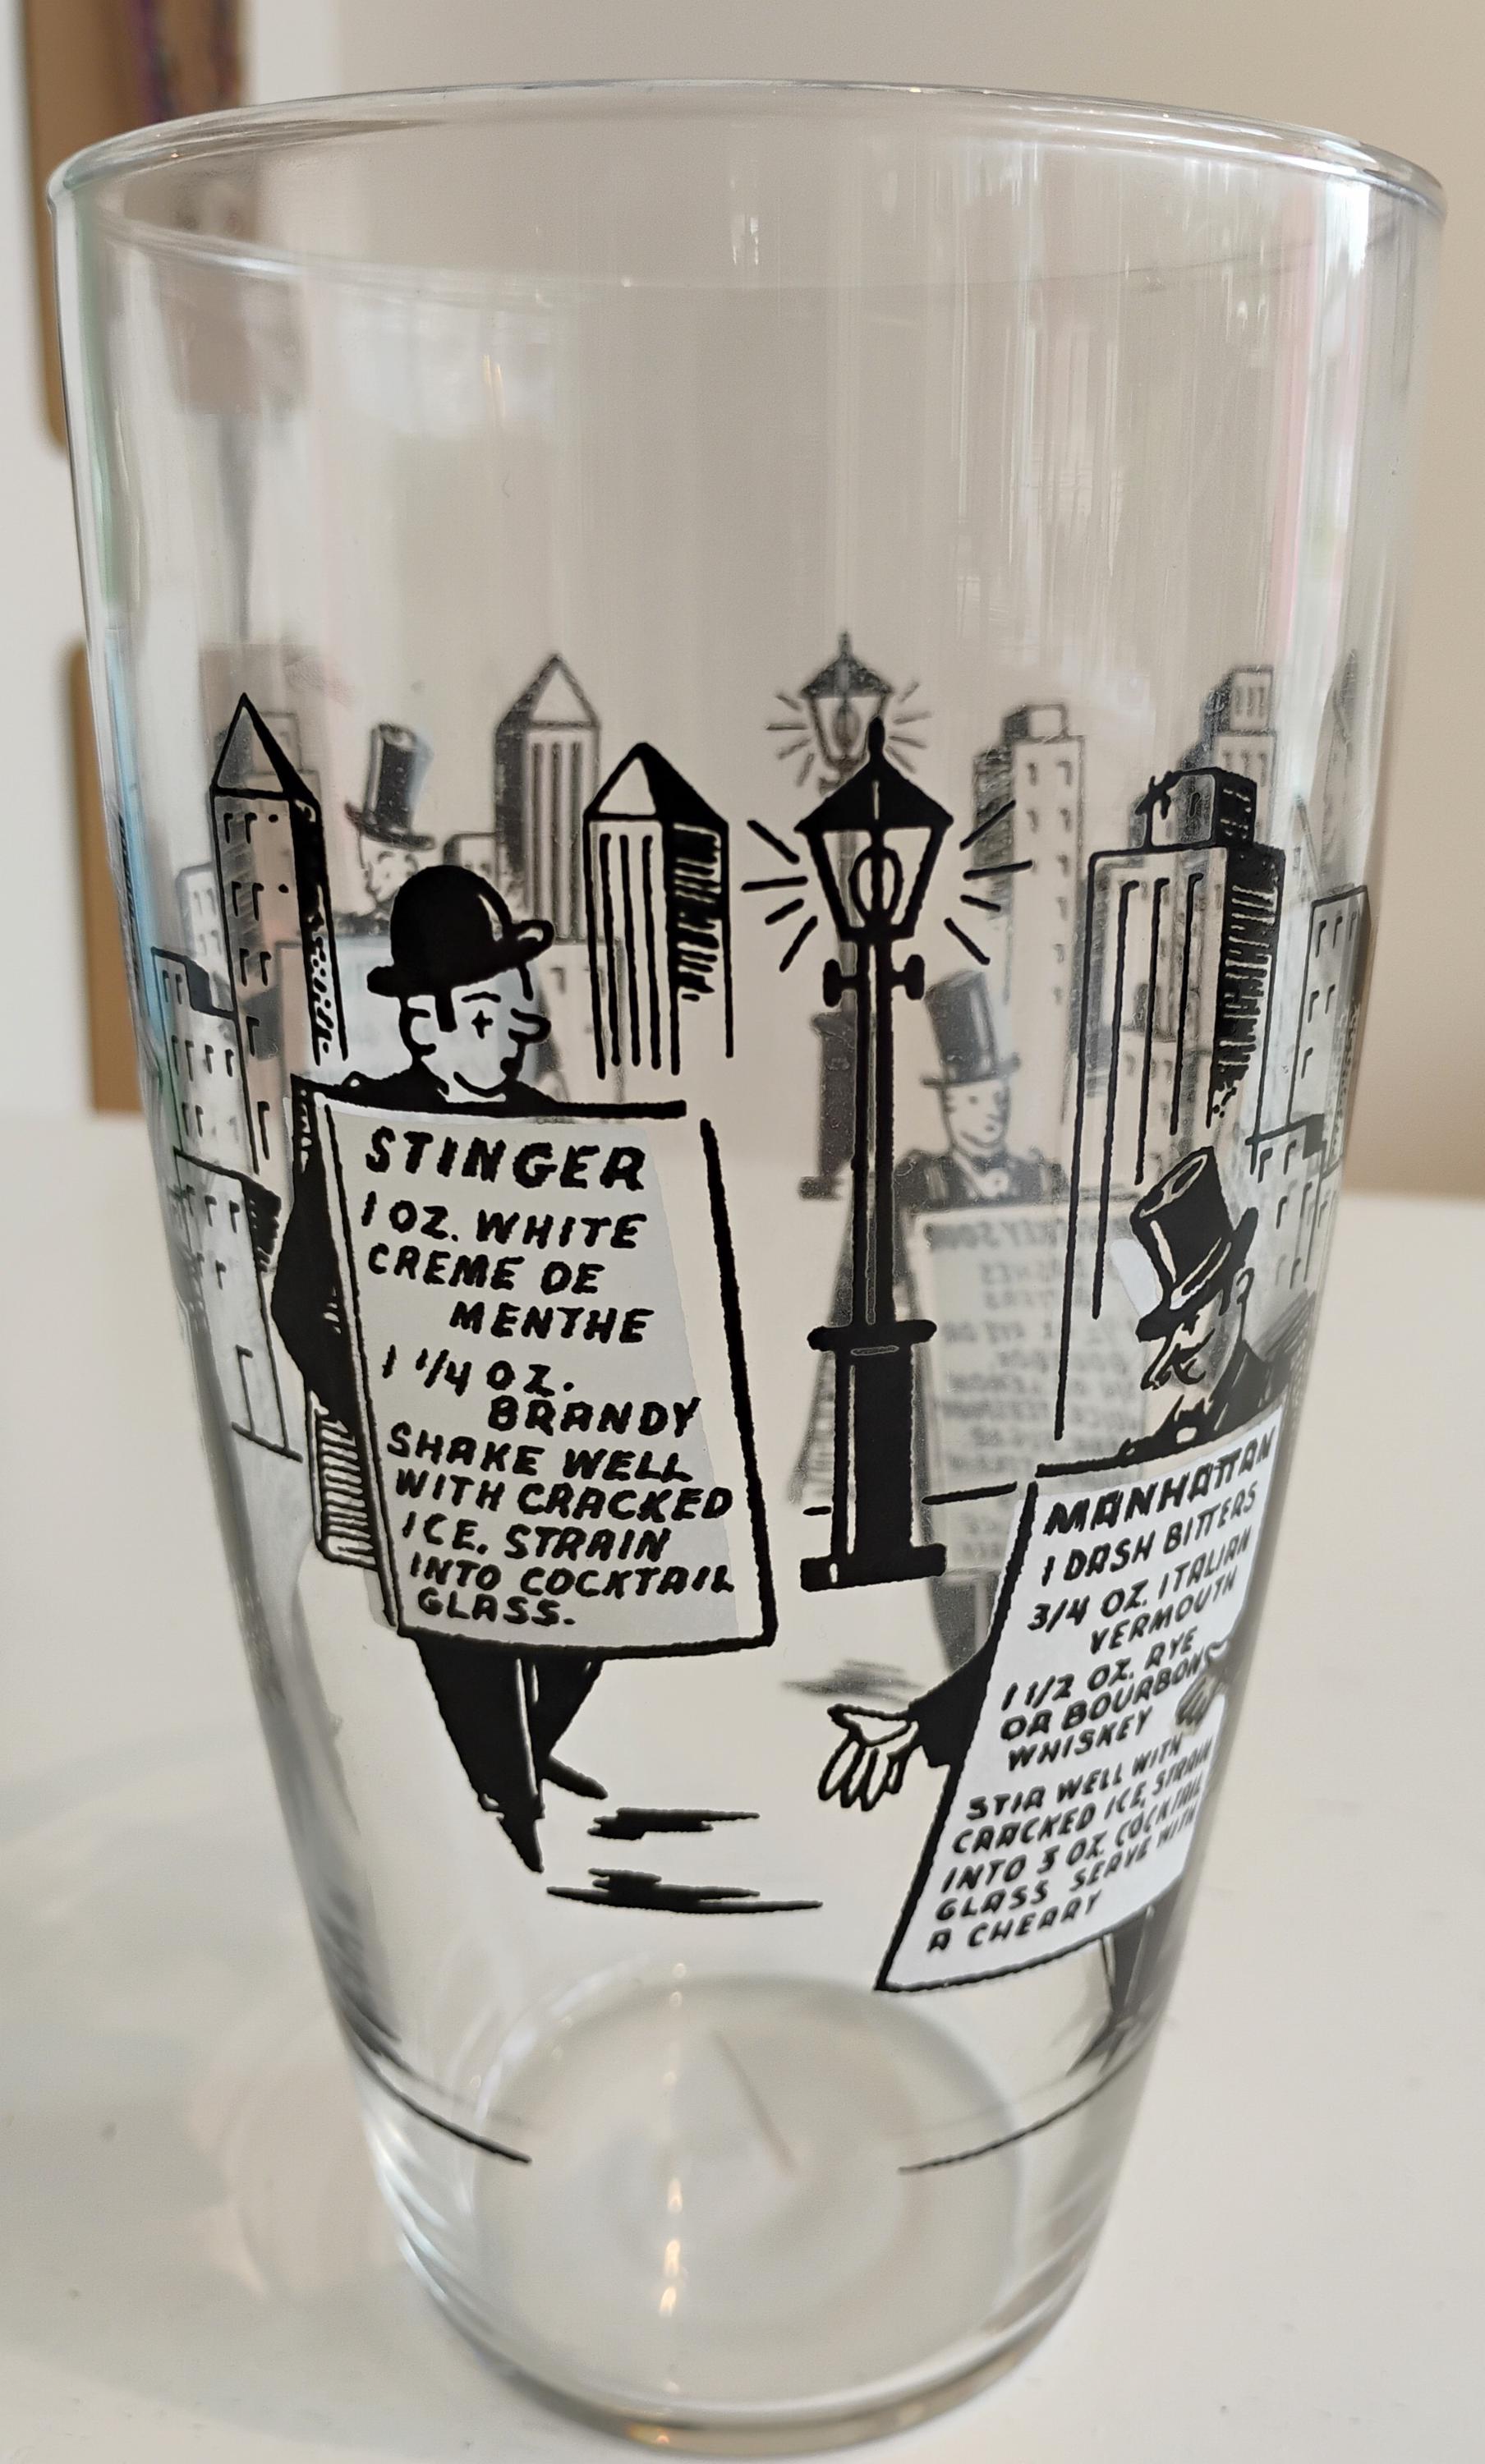 STINGER
1 OZ. WHITE
CREME DE
MENTHE
1 1/4 OZ.
BRANDY
SHAKE WELL
WITH CRACKED
ICE. STRAIN
INTO COCKTAIL
GLASS.
MANHATTAN
1 DASH BITTERS
3/4 OZ. ITALIAN
VERMOUTH
1 1/2 OZ. RYE
OR BOURBON
WHISKEY
STIR WELL WITH
CRACKED ICE, STRAIN
INTO 3 OZ. COCKTAIL
GLASS SERVE WITH
A CHERRY